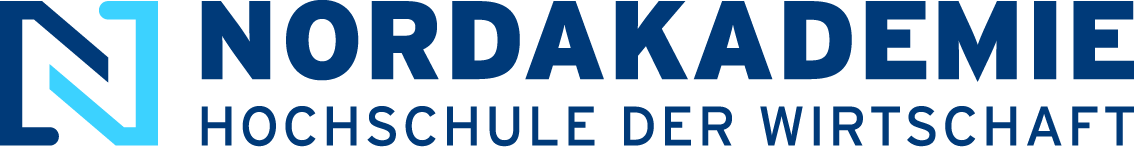 NORDAKADEMIE
HOCHSCHULE DER WIRTSCHAFT